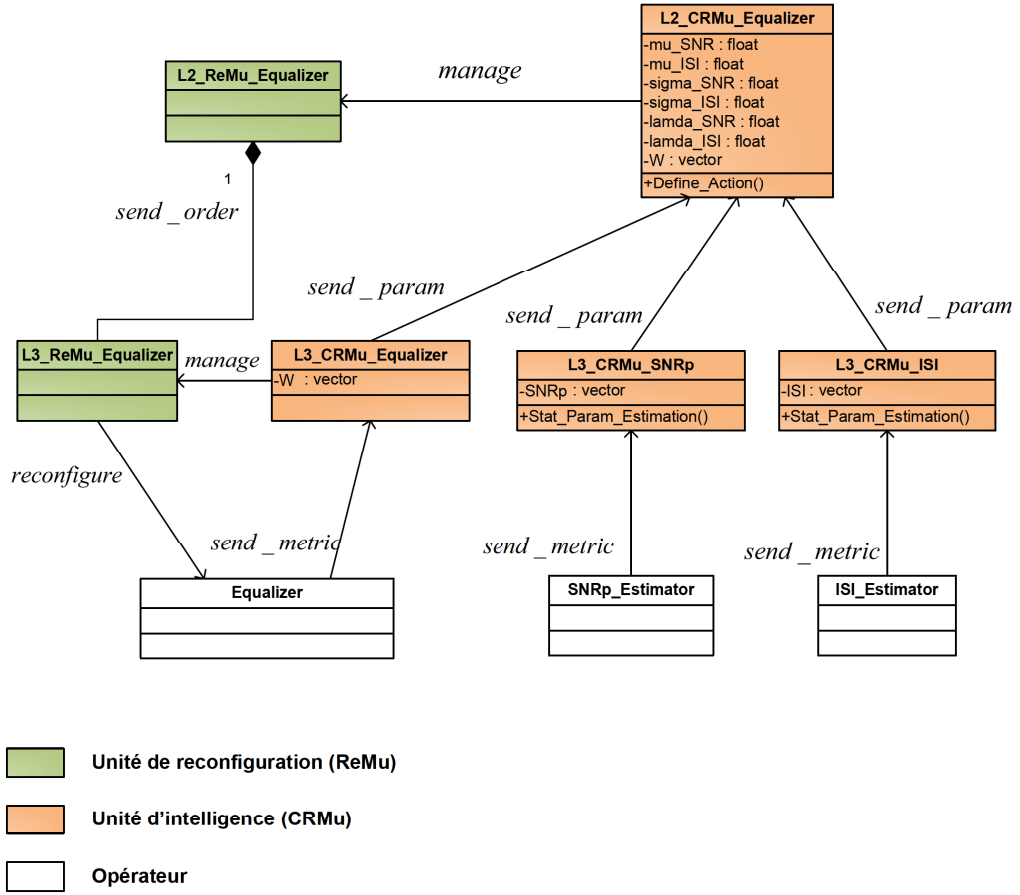 L2_CRMu_Equalizer
-mu_SNR : float
-mu_ISI : float
-sigma_SNR : float
-sigma_ISI : float
-lamda_SNR : float
-lamda_ISI : float
-W : vector
+Define_Action()
L2_ReMu_Equalizer
manage
1
send _ order
send _ param
send _ param
send _ param
L3_ReMu_Equalizer
manage
L3_CRMu_Equalizer
-W : vector
L3_CRMu_SNRp
-SNRp : vector
+Stat_Param_Estimation()
L3_CRMu_ISI
-ISI : vector
+Stat_Param_Estimation()
reconfigure
send _ metric
send _ metric
send _ metric
Equalizer
SNRp_Estimator
ISI_Estimator
Unité de reconfiguration (ReMu)
Unité d'intelligence (CRMu)
Opérateur